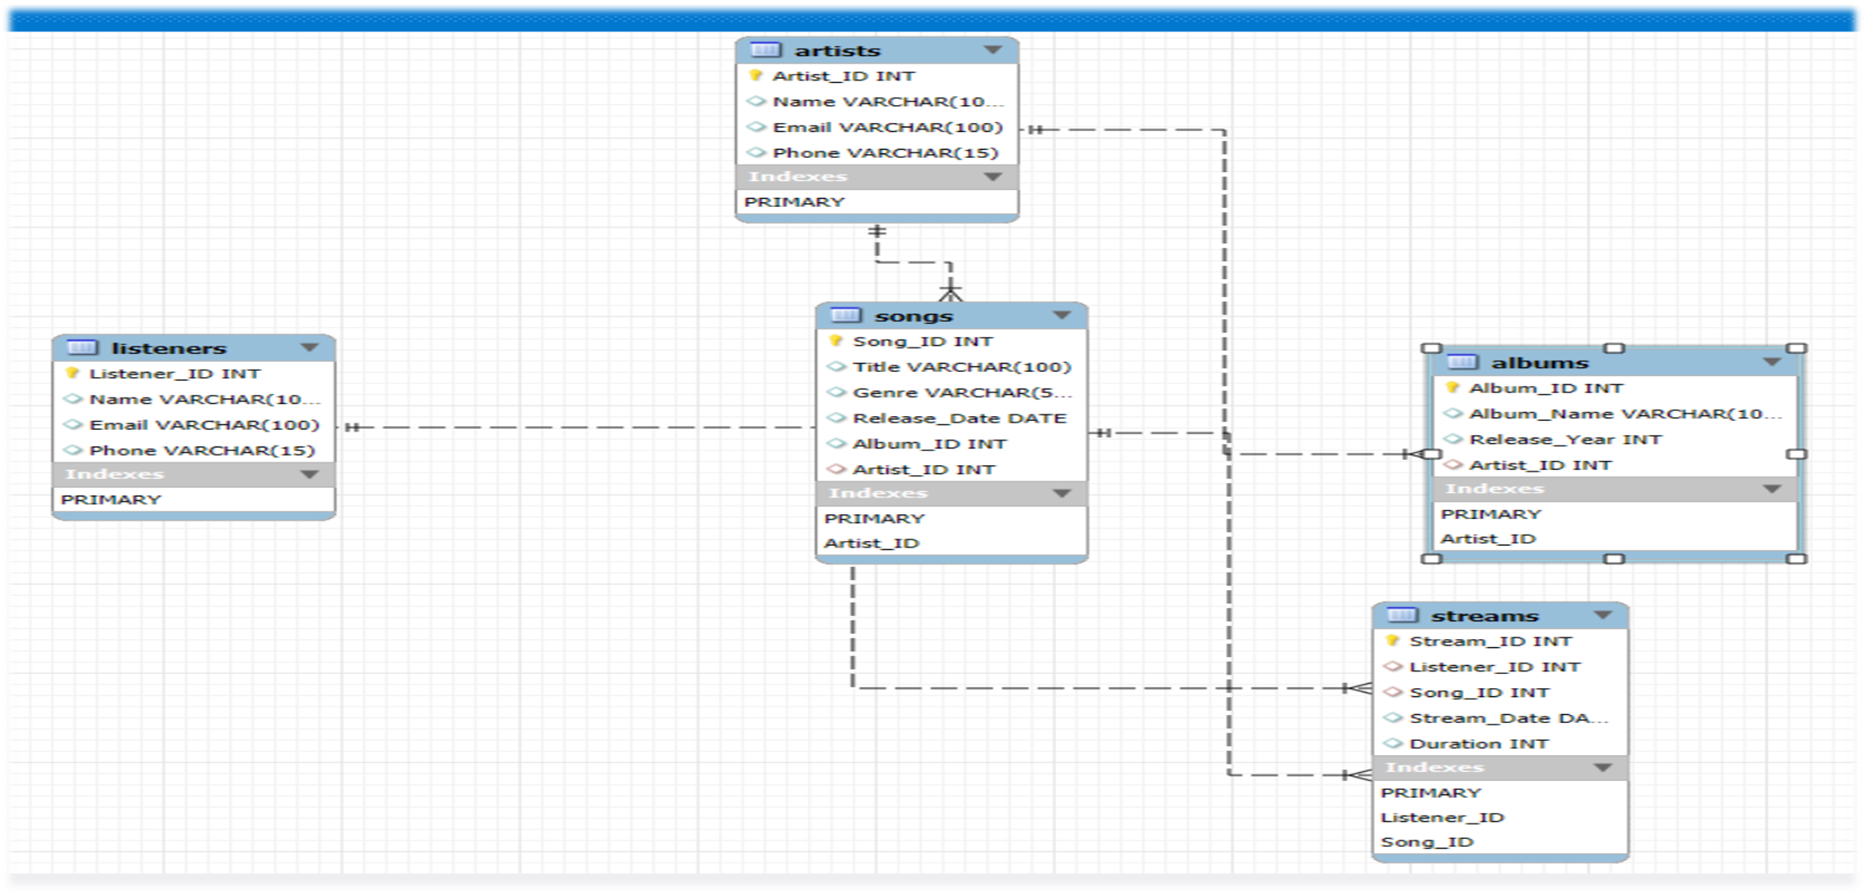 artists
Artist_ID INT
Name VARCHAR(10...
Email VARCHAR(100)
Phone VARCHAR(15)
Indexes
PRIMARY
listeners
Listener_ID INT
Name VARCHAR(10...
Email VARCHAR(100)
Phone VARCHAR(15)
Indexes
PRIMARY
songs
Song_ID INT
Title VARCHAR(100)
Genre VARCHAR(5...
Release_Date DATE
Album_ID INT
Artist_ID INT
Indexes
PRIMARY
Artist_ID
albums
Album_ID INT
Album_Name VARCHAR(10...
Release_Year INT
Artist_ID INT
Indexes
PRIMARY
Artist_ID
streams
Stream_ID INT
Listener_ID INT
Song_ID INT
Stream_Date DA...
Duration INT
Indexes
PRIMARY
Listener_ID
Song_ID